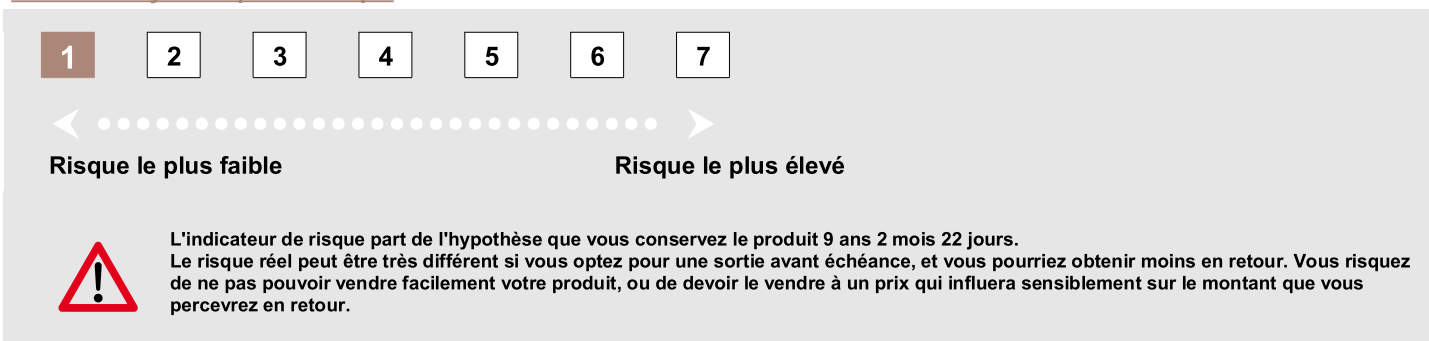 1 2 3 4 5 6 7
Risque le plus faible Risque le plus élevé
L'indicateur de risque part de l'hypothèse que vous conservez le produit 9 ans 2 mois 22 jours.
Le risque réel peut être très différent si vous optez pour une sortie avant échéance, et vous pourriez obtenir moins en retour. Vous risquez
de ne pas pouvoir vendre facilement votre produit, ou de devoir le vendre à un prix qui influera sensiblement sur le montant que vous
percevrez en retour.